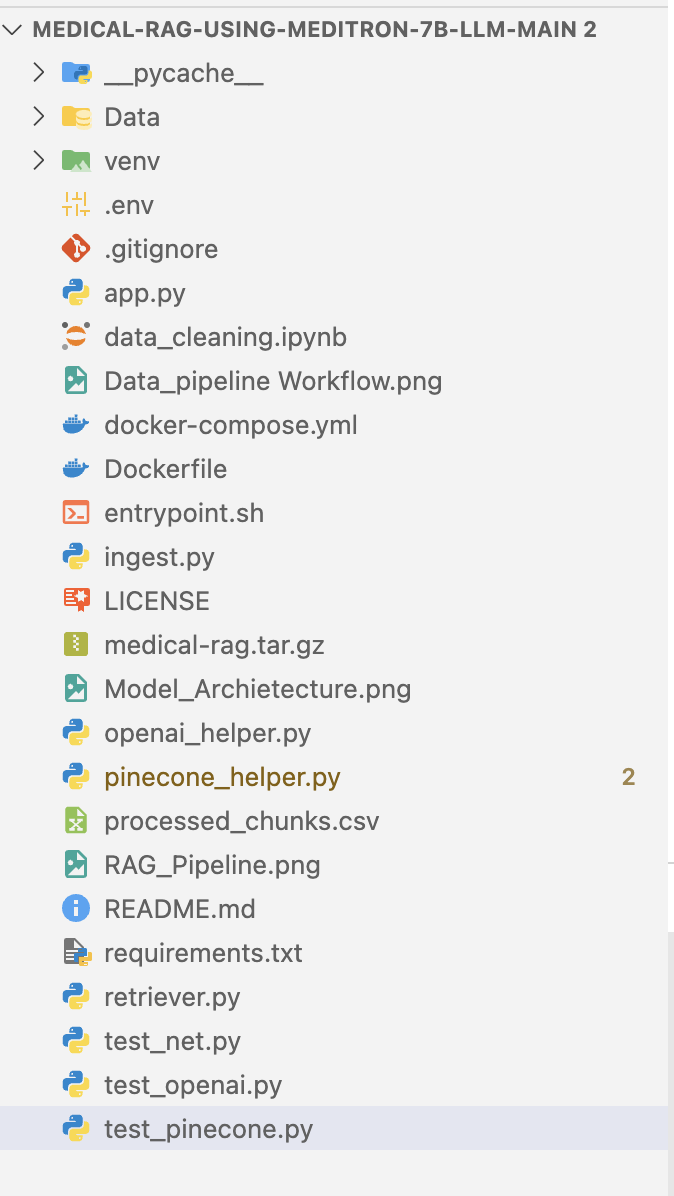 MEDICAL-RAG-USING-MEDITRON-7B-LLM-MAIN 2
__pycache__
Data
venv
.env
.gitignore
app.py
data_cleaning.ipynb
Data_pipeline Workflow.png
docker-compose.yml
Dockerfile
entrypoint.sh
ingest.py
LICENSE
medical-rag.tar.gz
Model_Archietecture.png
openai_helper.py
pinecone_helper.py 2
processed_chunks.csv
RAG_Pipeline.png
README.md
requirements.txt
retriever.py
test_net.py
test_openai.py
test_pinecone.py